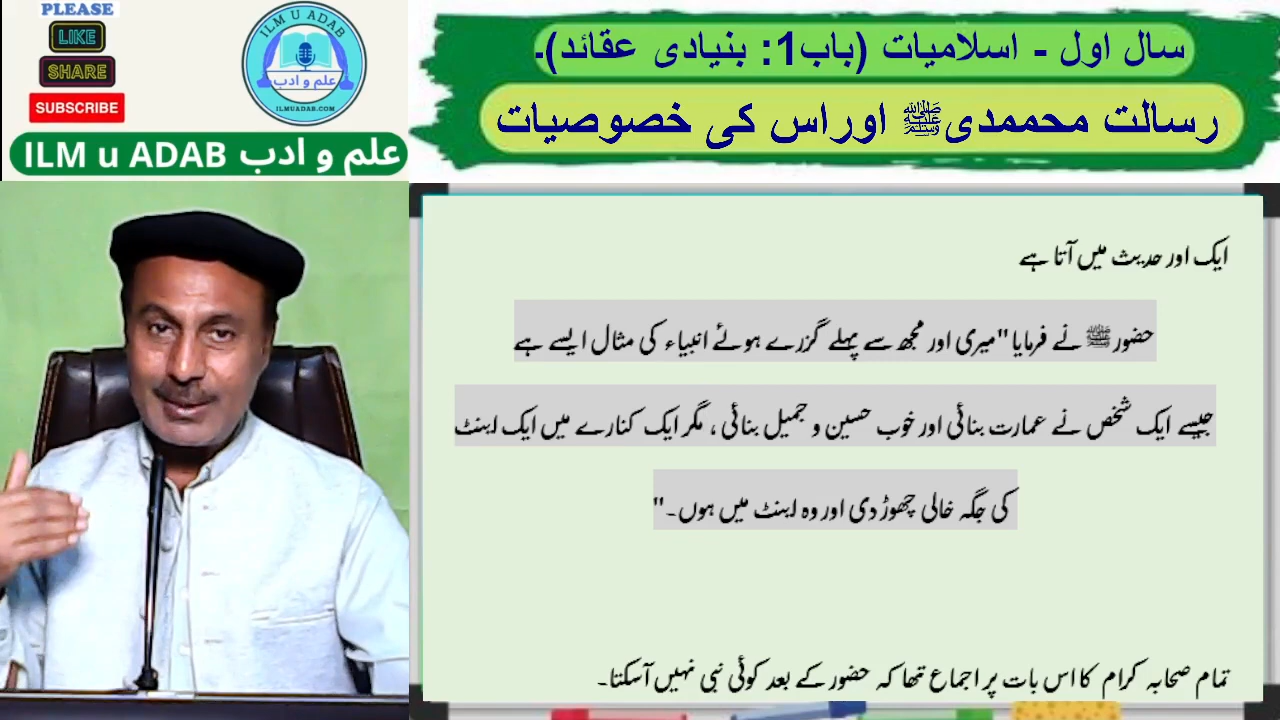 PLEASE
LIKE
SHARE
SUBSCRIBE
ILM U ADAB
علم و ادب
ILMUADAB.COM
ILM u ADAB علم و ادب
سال اول - اسلامیات (باب1: بنیادی عقائد)۔
رسالت محممدیﷺ اوراس کی خصوصیات
ایک اور حدیث میں آتا ہے
حضورﷺ نے فرمایا "میری اور مجھ سے پہلے گزرے ہوئے انبیاء کی مثال ایسے ہے
جیسے ایک شخص نے عمارت بنائی اور خوب حسین و جمیل بنائی ، مگر ایک کنارے میں ایک اینٹ
کی جگہ خالی چھوڑ دی اور وہ اینٹ میں ہوں۔"
تمام صحابہ کرام کا اس بات پر اجماع تھا کہ حضور کے بعد کوئی نبی نہیں آسکتا۔